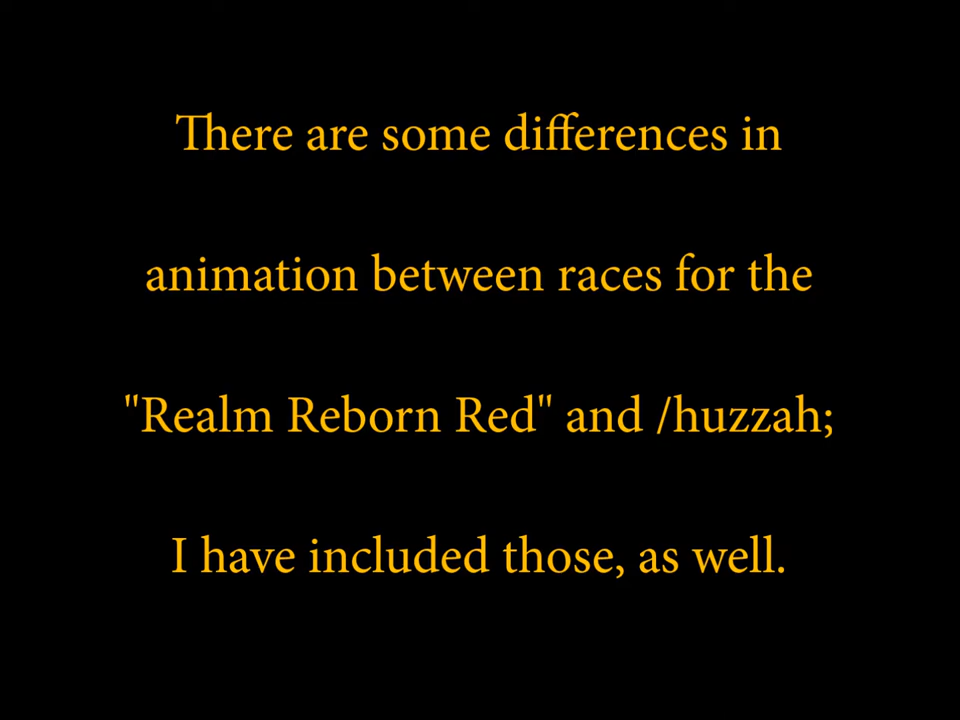 There are some differences in
animation between races for the
"Realm Reborn Red" and /huzzah;
I have included those, as well.